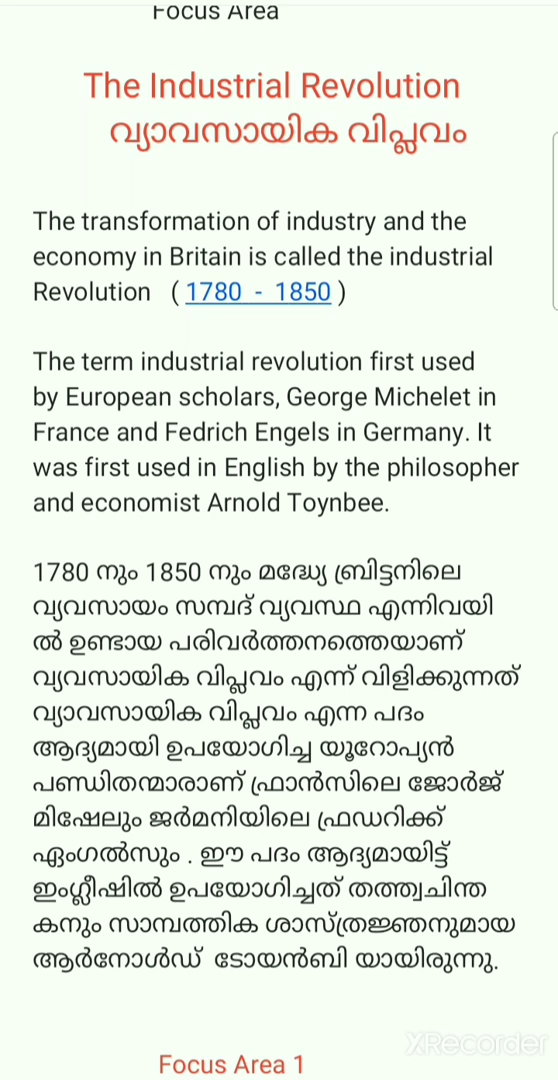 Focus Area
The Industrial Revolution
വ്യാവസായിക വിപ്ലവം
The transformation of industry and the
economy in Britain is called the industrial
Revolution ( 1780 - 1850 )
The term industrial revolution first used
by European scholars, George Michelet in
France and Fedrich Engels in Germany. It
was first used in English by the philosopher
and economist Arnold Toynbee.
1780 നും 1850 നും മദ്ധ്യേ ബ്രിട്ടനിലെ
വ്യവസായം സമ്പദ് വ്യവസ്ഥ എന്നിവയി
ൽ ഉണ്ടായ പരിവർത്തനത്തെയാണ്
വ്യവസായിക വിപ്ലവം എന്ന് വിളിക്കുന്നത്
വ്യാവസായിക വിപ്ലവം എന്ന പദം
ആദ്യമായി ഉപയോഗിച്ച യൂറോപ്യൻ
പണ്ഡിതന്മാരാണ് ഫ്രാൻസിലെ ജോർജ്
മിഷേലും ജർമനിയിലെ ഫ്രഡറിക്ക്
ഏംഗൽസും . ഈ പദം ആദ്യമായിട്ട്
ഇംഗ്ലീഷിൽ ഉപയോഗിച്ചത് തത്ത്വചിന്ത
കനും സാമ്പത്തിക ശാസ്ത്രജ്ഞനുമായ
ആർനോൾഡ് ടോയൻബി യായിരുന്നു.
XRecorder
Focus Area 1